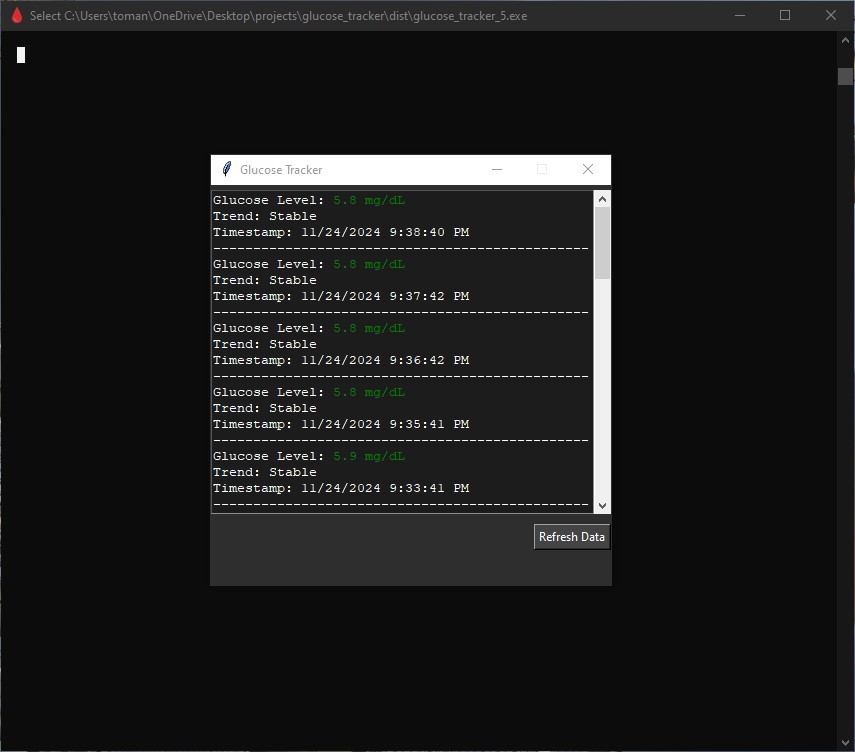 Select C:\Users\toman\OneDrive\Desktop\projects\glucose_tracker\dist\glucose_tracker_5.exe
Glucose Tracker
Glucose Level: 5.8 mg/dL
Trend: Stable
Timestamp: 11/24/2024 9:38:40 PM
-----------------------------------------------
Glucose Level: 5.8 mg/dL
Trend: Stable
Timestamp: 11/24/2024 9:37:42 PM
-----------------------------------------------
Glucose Level: 5.8 mg/dL
Trend: Stable
Timestamp: 11/24/2024 9:36:42 PM
-----------------------------------------------
Glucose Level: 5.8 mg/dL
Trend: Stable
Timestamp: 11/24/2024 9:35:41 PM
-----------------------------------------------
Glucose Level: 5.9 mg/dL
Trend: Stable
Timestamp: 11/24/2024 9:33:41 PM
-----------------------------------------------
Refresh Data